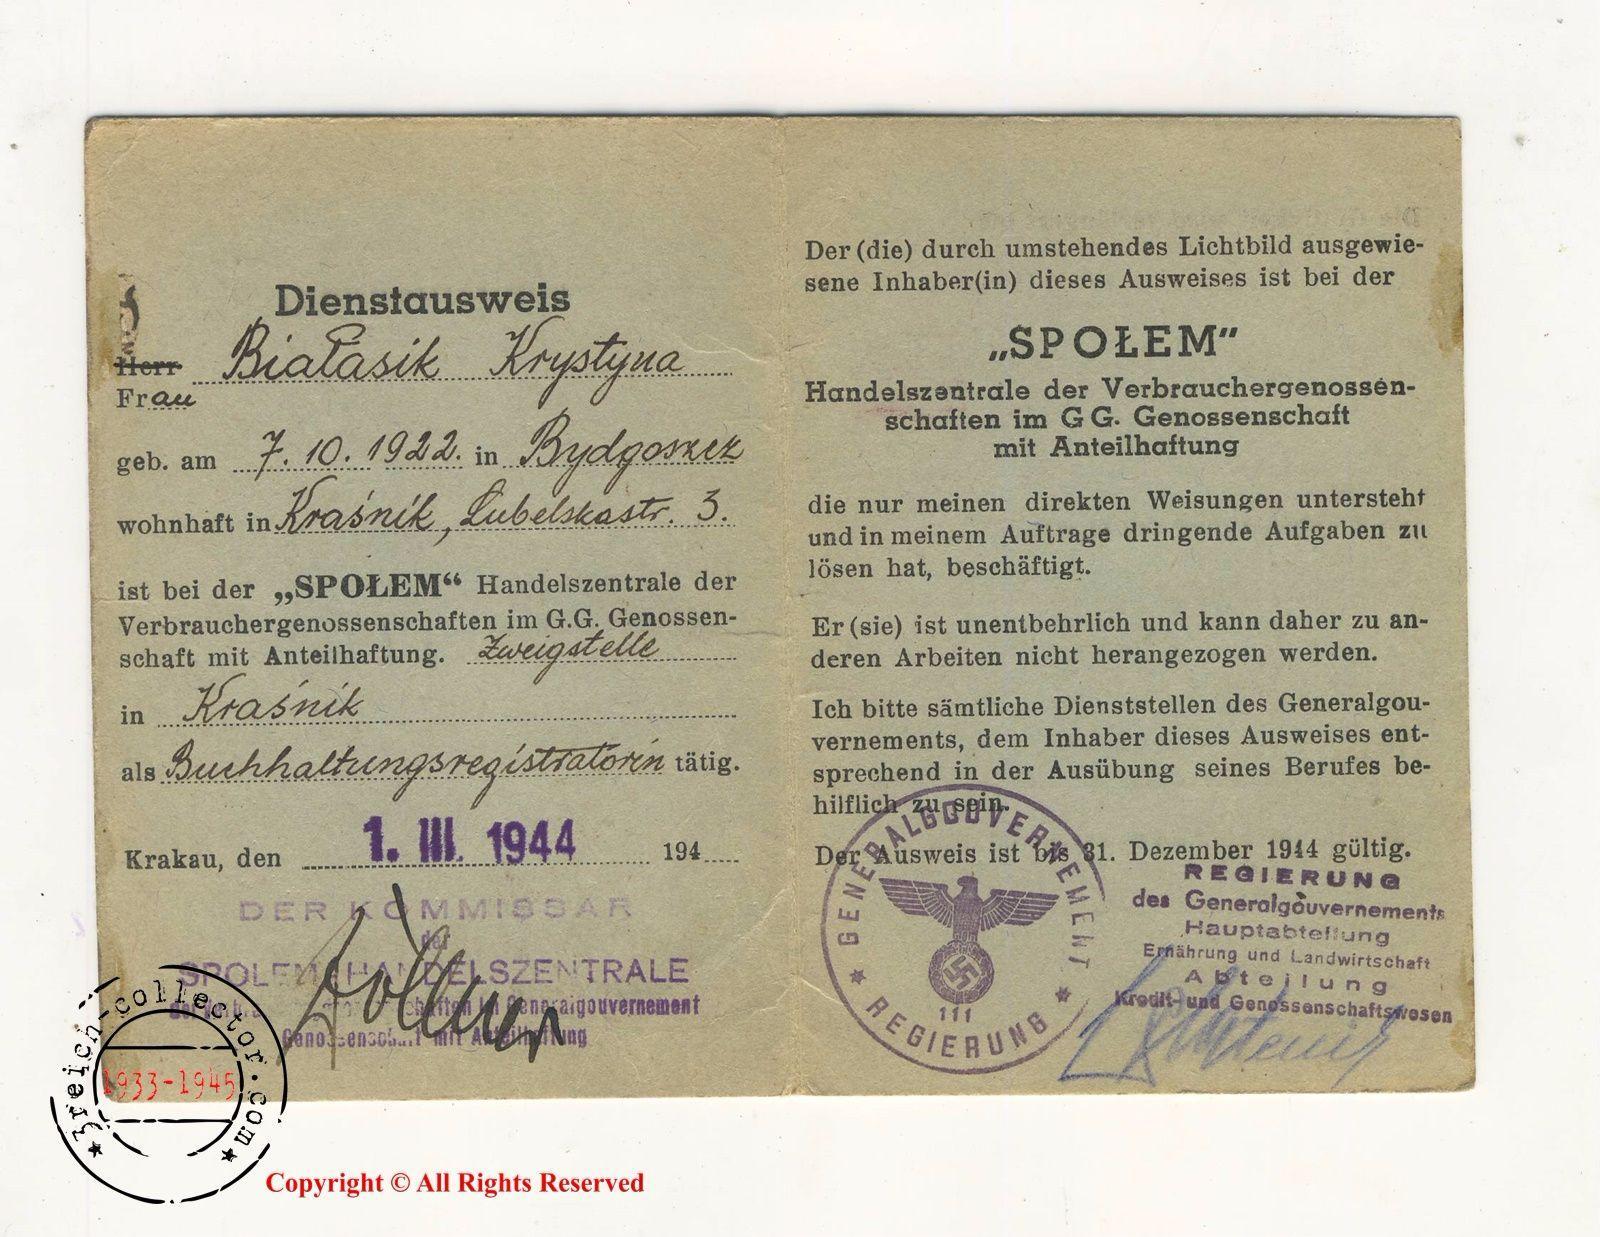 Dienstausweis
Herr
Frau
Białasik Krystyna
geb. am 7. 10. 1922. in Bydgoszcz
wohnhaft in Kraśnik, Lubelskastr. 3.
ist bei der „SPOŁEM“ Handelszentrale der
Verbrauchergenossenschaften im G.G. Genossen-
schaft mit Anteilhaftung. Zweigstelle
in Kraśnik
als Buchhaltungsregistratorin tätig.
Krakau, den 1. III. 1944 194
DER KOMMISSAR
der
SPOLEM HANDELSZENTRALE
schaften im Generalgouvernement
Genossenschaft mit Anteilhaftung
Der (die) durch umstehendes Lichtbild ausgewie-
sene Inhaber(in) dieses Ausweises ist bei der
„SPOŁEM“
Handelszentrale der Verbrauchergenossen-
schaften im GG. Genossenschaft
mit Anteilhaftung
die nur meinen direkten Weisungen untersteht
und in meinem Auftrage dringende Aufgaben zu
lösen hat, beschäftigt.
Er (sie) ist unentbehrlich und kann daher zu an-
deren Arbeiten nicht herangezogen werden.
Ich bitte sämtliche Dienststellen des Generalgou-
vernements, dem Inhaber dieses Ausweises ent-
sprechend in der Ausübung seines Berufes be-
hilflich zu sein.
Der Ausweis ist bis 31. Dezember 1944 gültig.
GENERALGOUVERNEMENT
111
* REGIERUNG *
REGIERUNG
des Generalgouvernements
Hauptabteilung
Ernährung und Landwirtschaft
Abteilung
Kredit- und Genossenschaftswesen
* 3reich-collector.com *
1933-1945
Copyright © All Rights Reserved